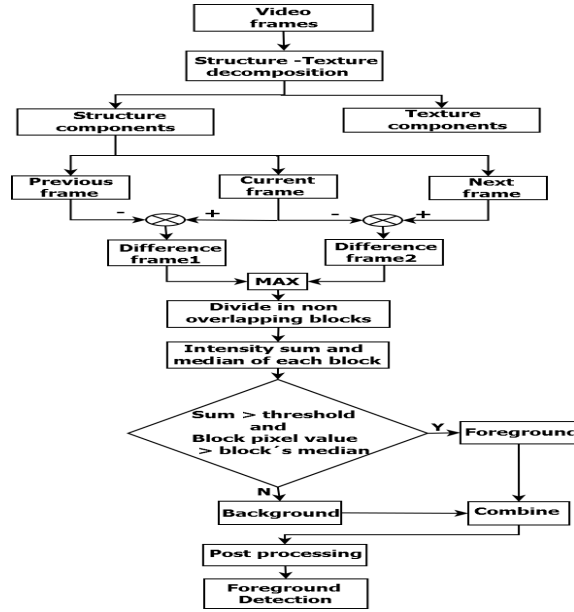 Video
frames
Structure -Texture
decomposition
Structure
components
Texture
components
Previous
frame
Current
frame
Next
frame
- + - +
Difference
frame1
Difference
frame2
MAX
Divide in non
overlapping blocks
Intensity sum and
median of each block
Sum > threshold
and
Block pixel value
> block´s median
Y
Foreground
N
Background
Combine
Post processing
Foreground
Detection